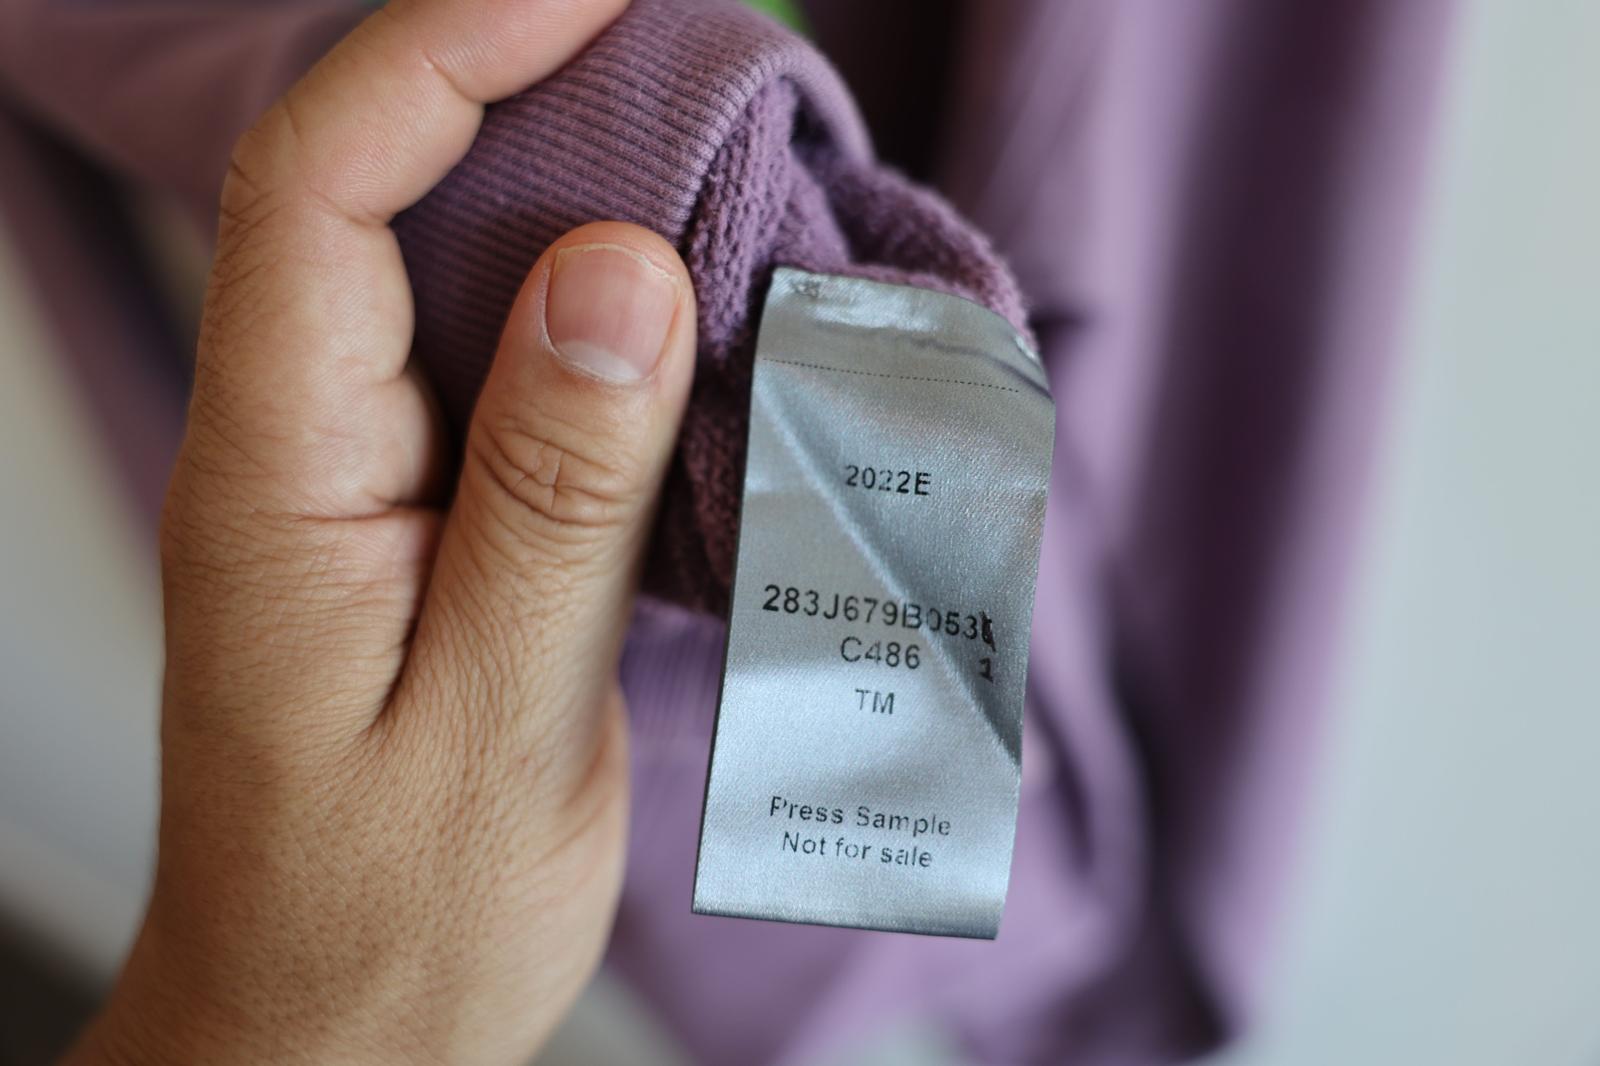 2022E
283J679B053
C486 1
TM
Press Sample
Not for sale